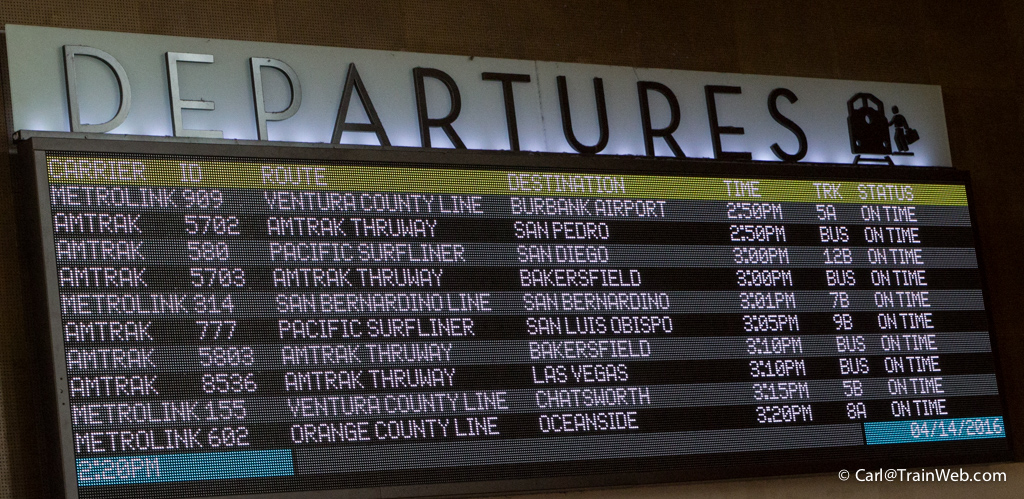 DEPARTURES
CARRIER ID ROUTE DESTINATION TIME TRK STATUS
METROLINK 909 VENTURA COUNTY LINE BURBANK AIRPORT 2:50PM 5A ON TIME
AMTRAK 5702 AMTRAK THRUWAY SAN PEDRO 2:50PM BUS ON TIME
AMTRAK 580 PACIFIC SURFLINER SAN DIEGO 3:00PM 12B ON TIME
AMTRAK 5703 AMTRAK THRUWAY BAKERSFIELD 3:00PM BUS ON TIME
METROLINK 314 SAN BERNARDINO LINE SAN BERNARDINO 3:01PM 7B ON TIME
AMTRAK 777 PACIFIC SURFLINER SAN LUIS OBISPO 3:05PM 9B ON TIME
AMTRAK 5803 AMTRAK THRUWAY BAKERSFIELD 3:10PM BUS ON TIME
AMTRAK 8536 AMTRAK THRUWAY LAS VEGAS 3:10PM BUS ON TIME
METROLINK 155 VENTURA COUNTY LINE CHATSWORTH 3:15PM 5B ON TIME
METROLINK 602 ORANGE COUNTY LINE OCEANSIDE 3:20PM 8A ON TIME
2:20PM 04/14/2016
© Carl@TrainWeb.com